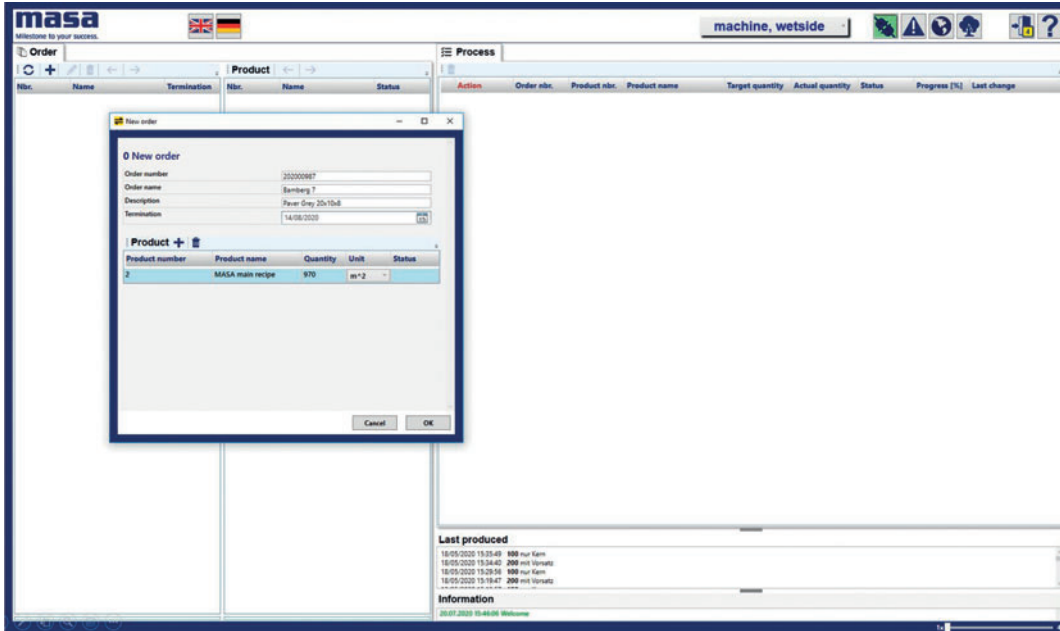 masa
Milestone to your success.
machine, wetside
?
Order
Process
Product
Nbr. Name Termination
Nbr. Name Status
Action Order nbr. Product nbr. Product name Target quantity Actual quantity Status Progress [%] Last change
New order
0 New order
Order number 202000987
Order name Bamberg 7
Description Paver Grey 20x10x8
Termination 14/08/2020
Product
Product number Product name Quantity Unit Status
2 MASA main recipe 970 m^2
Cancel OK
Last produced
18/05/2020 15:35:49 100 nur Kern
18/05/2020 15:34:40 200 mit Vorsatz
18/05/2020 15:29:56 100 nur Kern
18/05/2020 15:19:47 200 mit Vorsatz
Information
20.07.2020 15:46:06 Welcome